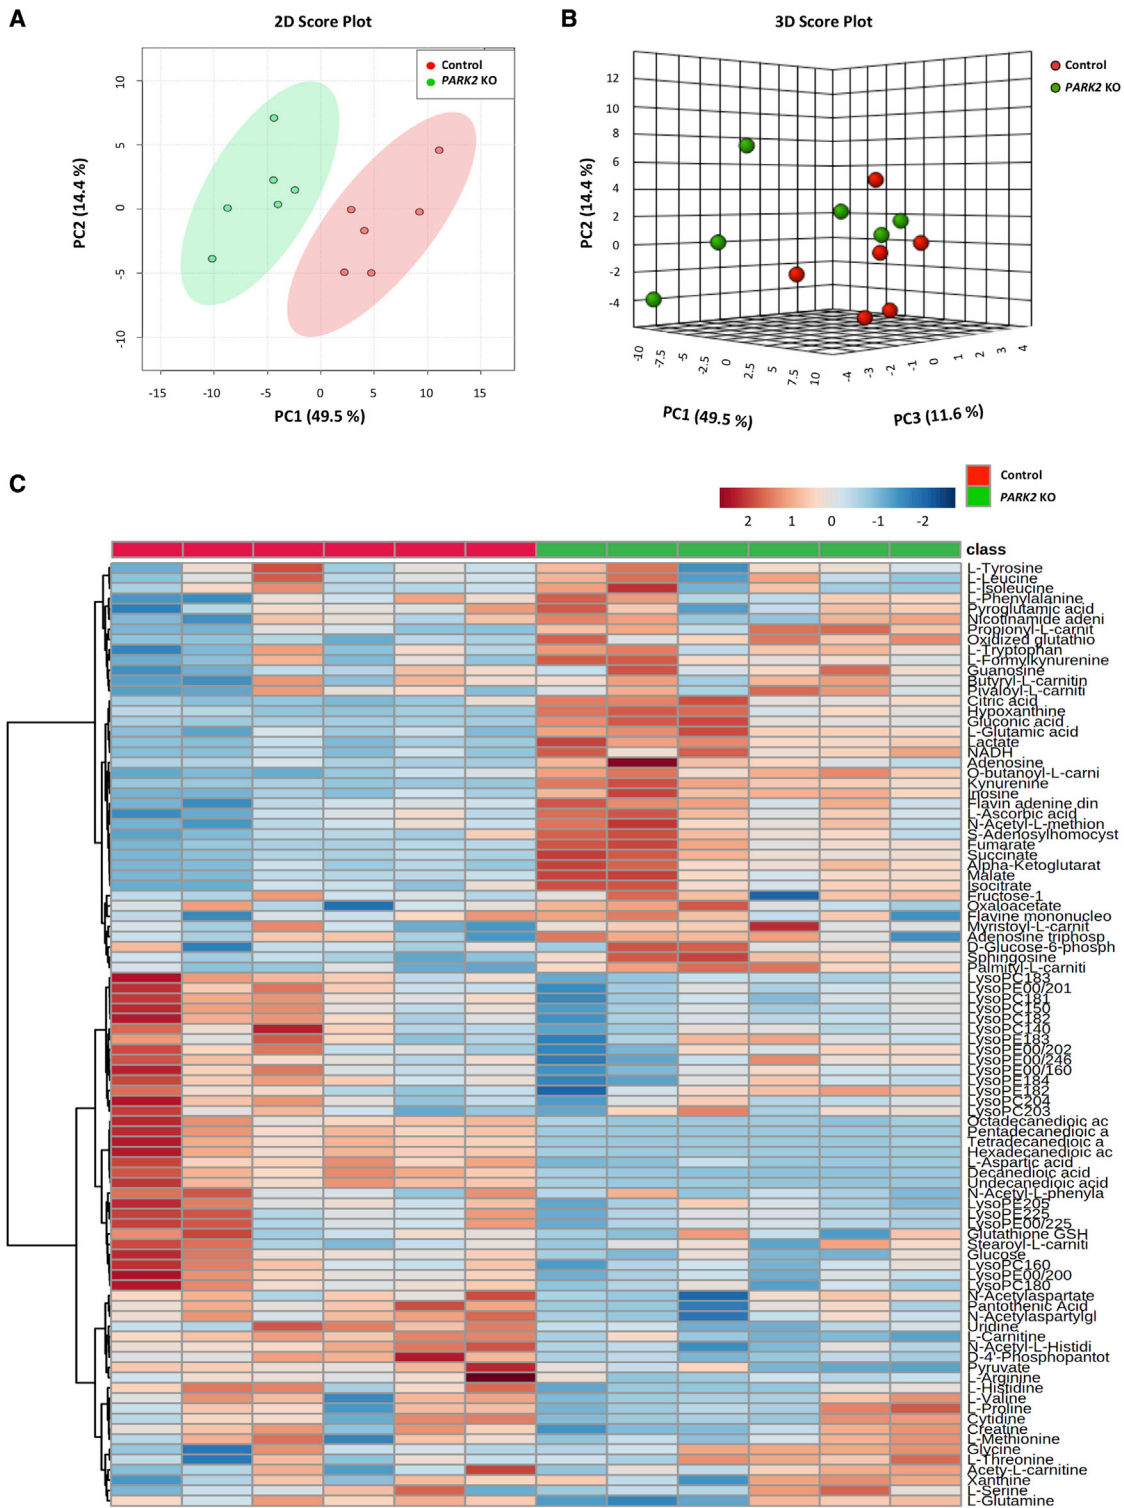 A
2D Score Plot
Control
PARK2 KO
10
5
0
-5
-10
PC2 (14.4 %)
-15
-10
-5
0
5
10
15
PC1 (49.5 %)
B
3D Score Plot
Control
PARK2 KO
12
10
8
6
4
2
0
-2
-4
PC2 (14.4 %)
-10
-7.5
-5
-2.5
0
2.5
5
7.5
10
PC1 (49.5 %)
-4
-3
-2
-1
0
1
2
3
4
PC3 (11.6 %)
C
Control
PARK2 KO
2
1
0
-1
-2
class
L-Tyrosine
L-Leucine
L-Isoleucine
L-Phenylalanine
Pyroglutamic acid
Nicotinamide adeni
Propionyl-L-carnit
Oxidized glutathio
L-Tryptophan
L-Formylkynurenine
Guanosine
Butyryl-L-carnitin
Pivaloyl-L-carniti
Citric acid
Hypoxanthine
Gluconic acid
L-Glutamic acid
Lactate
NADH
Adenosine
O-butanoyl-L-carni
Kynurenine
Inosine
Flavin adenine din
L-Ascorbic acid
N-Acetyl-L-methion
S-Adenosylhomocyst
Fumarate
Succinate
Alpha-Ketoglutarat
Malate
Isocitrate
Fructose-1
Oxaloacetate
Flavine mononucleo
Myristoyl-L-carnit
Adenosine triphosp
D-Glucose-6-phosph
Sphingosine
Palmityl-L-carniti
LysoPC183
LysoPE00/201
LysoPC181
LysoPC150
LysoPC182
LysoPC140
LysoPE183
LysoPE00/202
LysoPE00/246
LysoPE00/160
LysoPE184
LysoPE182
LysoPC204
LysoPC203
Octadecanedioic ac
Pentadecanedioic a
Tetradecanedioic a
Hexadecanedioic ac
L-Aspartic acid
Decanedioic acid
Undecanedioic acid
N-Acetyl-L-phenyla
LysoPE205
LysoPE225
LysoPE00/225
Glutathione GSH
Stearoyl-L-carniti
Glucose
LysoPC160
LysoPE00/200
LysoPC180
N-Acetylaspartate
Pantothenic Acid
N-Acetylaspartylgl
Uridine
L-Carnitine
N-Acetyl-L-Histidi
D-4'-Phosphopantot
Pyruvate
L-Arginine
L-Histidine
L-Valine
L-Proline
Cytidine
Creatine
L-Methionine
Glycine
L-Threonine
Acety-L-carnitine
Xanthine
L-Serine
L-Glutamine